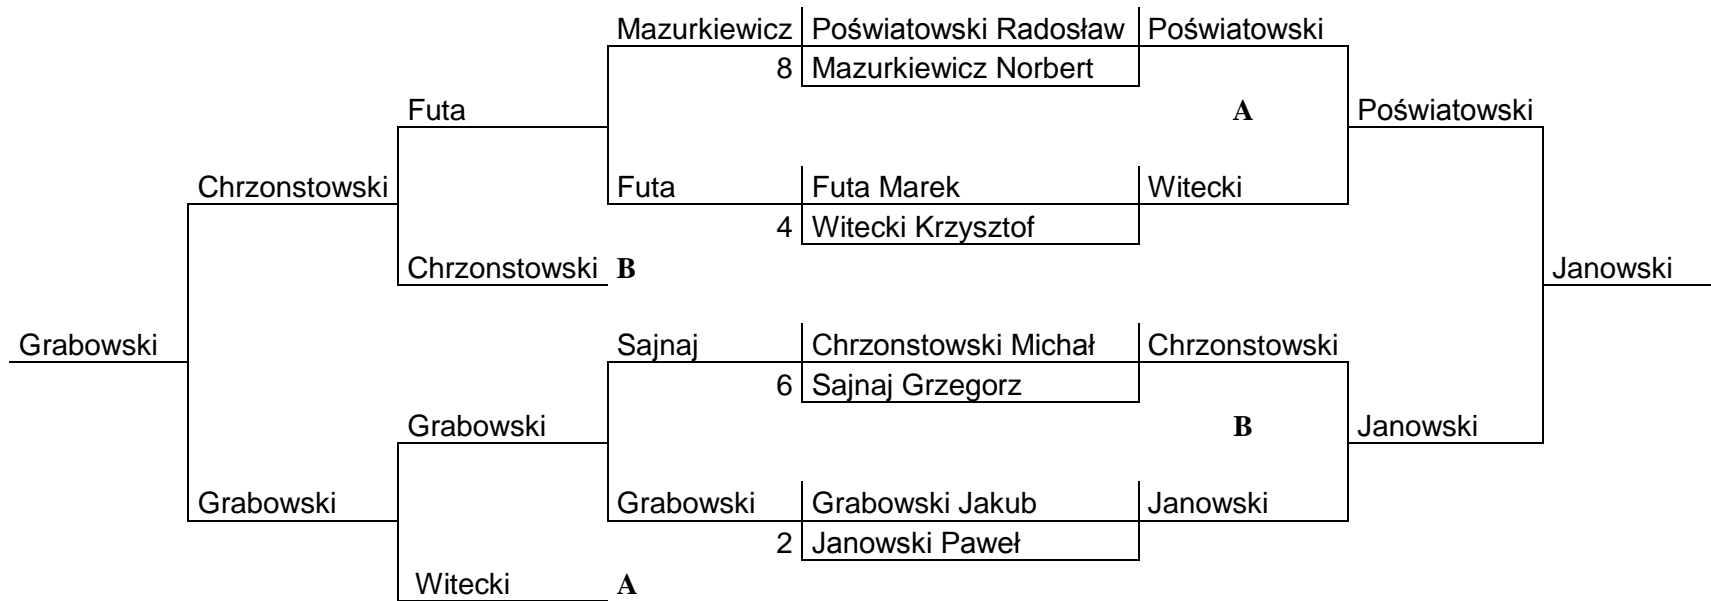 Mazurkiewicz Poświatowski Radosław Poświatowski
8 Mazurkiewicz Norbert
Futa A Poświatowski
Chrzonstowski Futa Futa Marek Witecki
4 Witecki Krzysztof
Chrzonstowski B Janowski
Grabowski Sajnaj Chrzonstowski Michał Chrzonstowski
6 Sajnaj Grzegorz
Grabowski B Janowski
Grabowski Grabowski Grabowski Jakub Janowski
2 Janowski Paweł
Witecki A